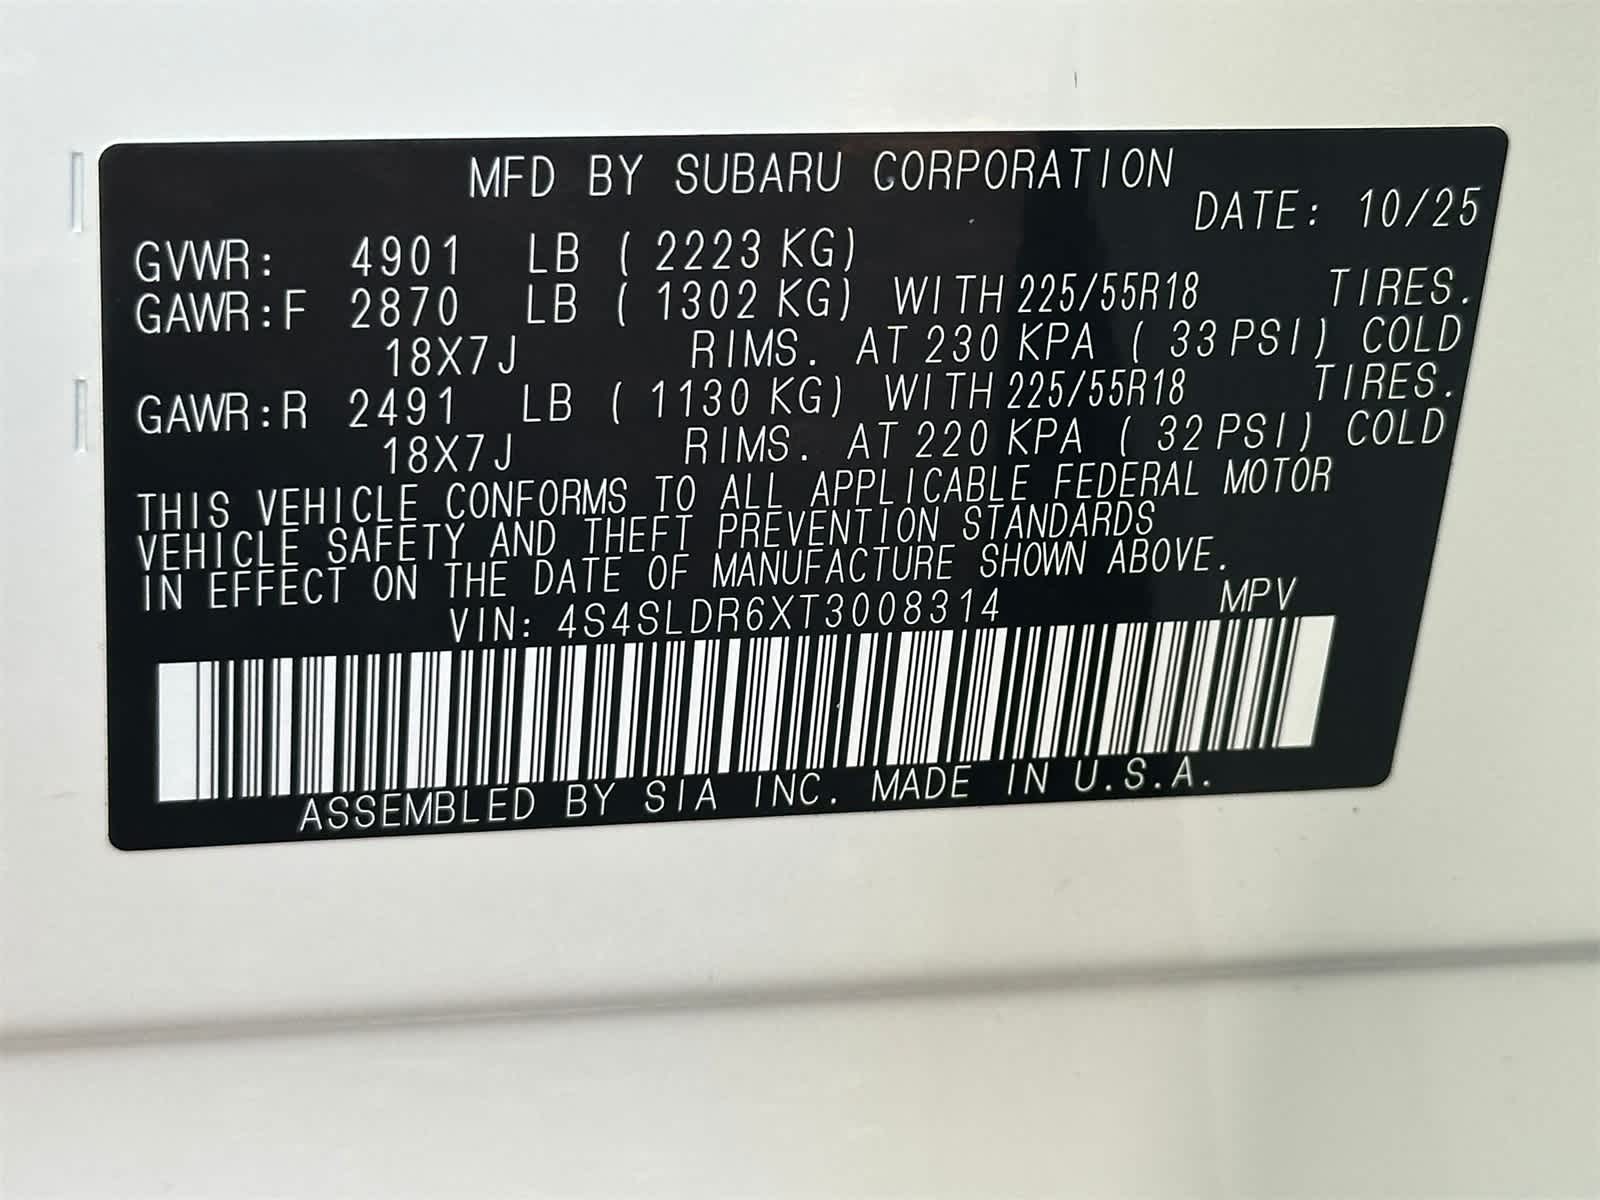 MFD BY SUBARU CORPORATION
DATE: 10/25
GVWR: 4901 LB ( 2223 KG)
GAWR:F 2870 LB ( 1302 KG) WITH 225/55R18 TIRES.
18X7J RIMS. AT 230 KPA ( 33 PSI) COLD
GAWR:R 2491 LB ( 1130 KG) WITH 225/55R18 TIRES.
18X7J RIMS. AT 220 KPA ( 32 PSI) COLD
THIS VEHICLE CONFORMS TO ALL APPLICABLE FEDERAL MOTOR
VEHICLE SAFETY AND THEFT PREVENTION STANDARDS
IN EFFECT ON THE DATE OF MANUFACTURE SHOWN ABOVE.
VIN: 4S4SLDR6XT3008314 MPV
ASSEMBLED BY SIA INC. MADE IN U.S.A.